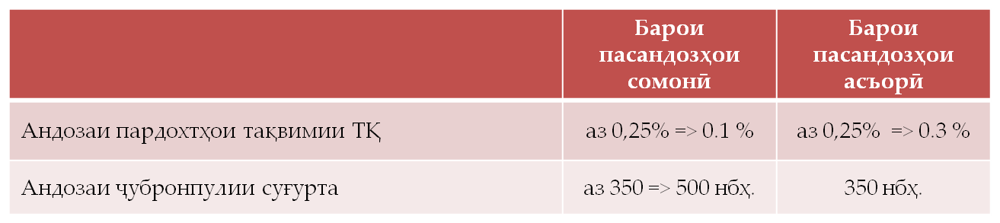 Барои
пасандозҳои
сомонӣ
Барои
пасандозҳои
асъорӣ
Андозаи пардохтҳои тақвимии ТҚ
аз 0,25% => 0.1 %
аз 0,25% => 0.3 %
Андозаи ҷубронпулии суғурта
аз 350 => 500 нбҳ.
350 нбҳ.